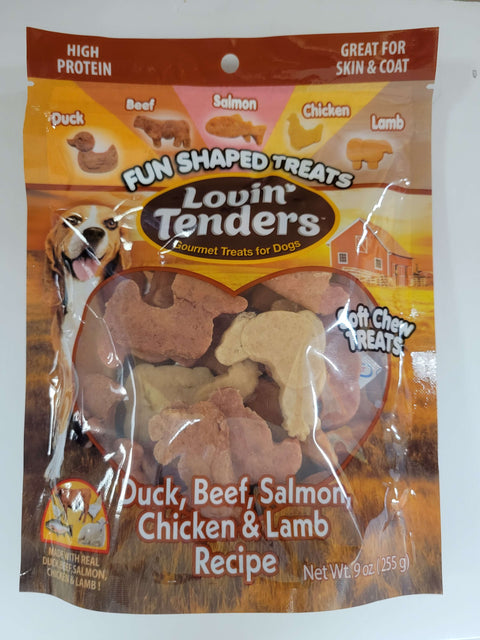 HIGH
PROTEIN
GREAT FOR
SKIN & COAT
Duck
Beef
Salmon
Chicken
Lamb
FUN SHAPED TREATS
Lovin'
Tenders
Gourmet Treats for Dogs
Soft Chew
TREATS
Duck, Beef, Salmon,
Chicken & Lamb
Recipe
MADE WITH REAL
DUCK, BEEF, SALMON,
CHICKEN & LAMB!
Net Wt. 9 oz (255 g)